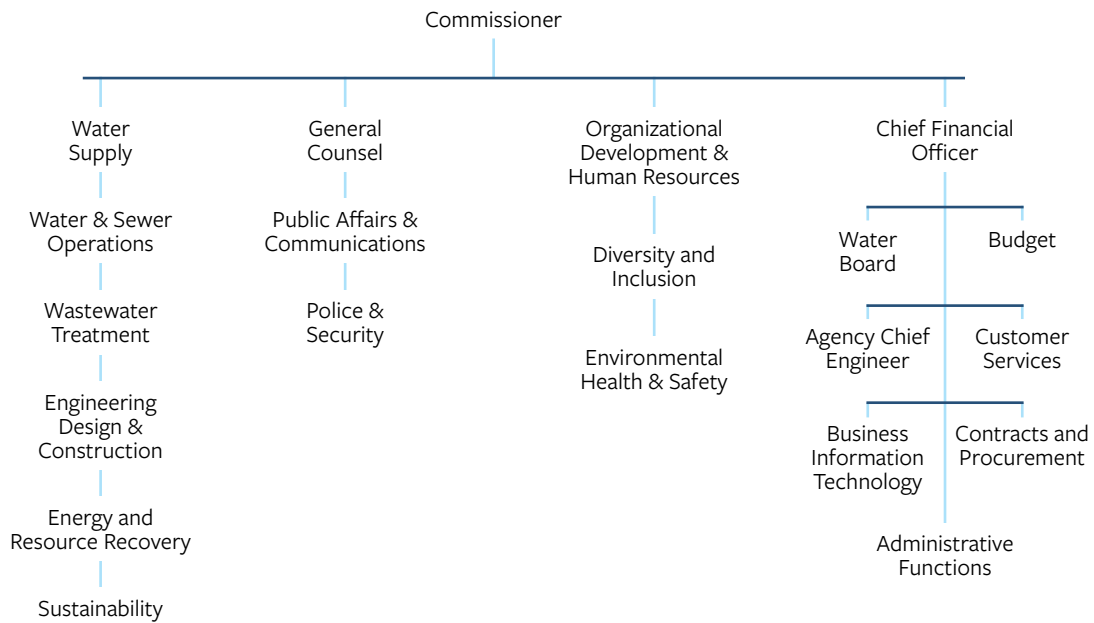 Commissioner
Water
Supply
General
Counsel
Organizational
Development &
Human Resources
Chief Financial
Officer
Water & Sewer
Operations
Public Affairs &
Communications
Diversity and
Inclusion
Water
Board
Budget
Wastewater
Treatment
Police &
Security
Environmental
Health & Safety
Agency Chief
Engineer
Customer
Services
Engineering
Design &
Construction
Business
Information
Technology
Contracts and
Procurement
Energy and
Resource Recovery
Administrative
Functions
Sustainability